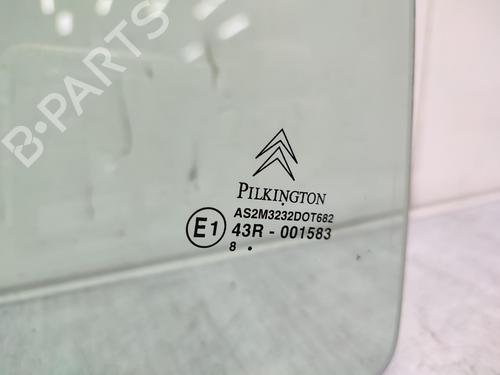 B-PARTS
PILKINGTON
AS2M3232DOT682
E1 43R - 001583
8 .